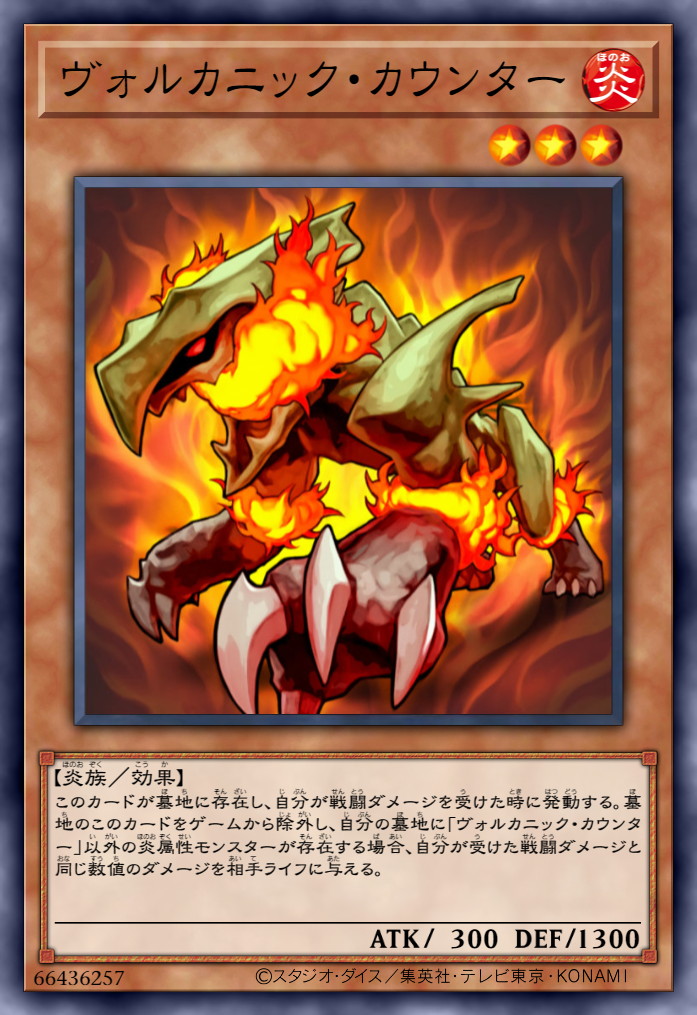 ヴォルカニック・カウンター
ほのお
炎
【炎族／効果】
このカードが墓地に存在し、自分が戦闘ダメージを受けた時に発動する。墓
地のこのカードをゲームから除外し、自分の墓地に「ヴォルカニック・カウンタ
ー」以外の炎属性モンスターが存在する場合、自分が受けた戦闘ダメージと
同じ数値のダメージを相手ライフに与える。
ATK/ 300 DEF/1300
66436257 ©スタジオ・ダイス／集英社・テレビ東京・KONAMI